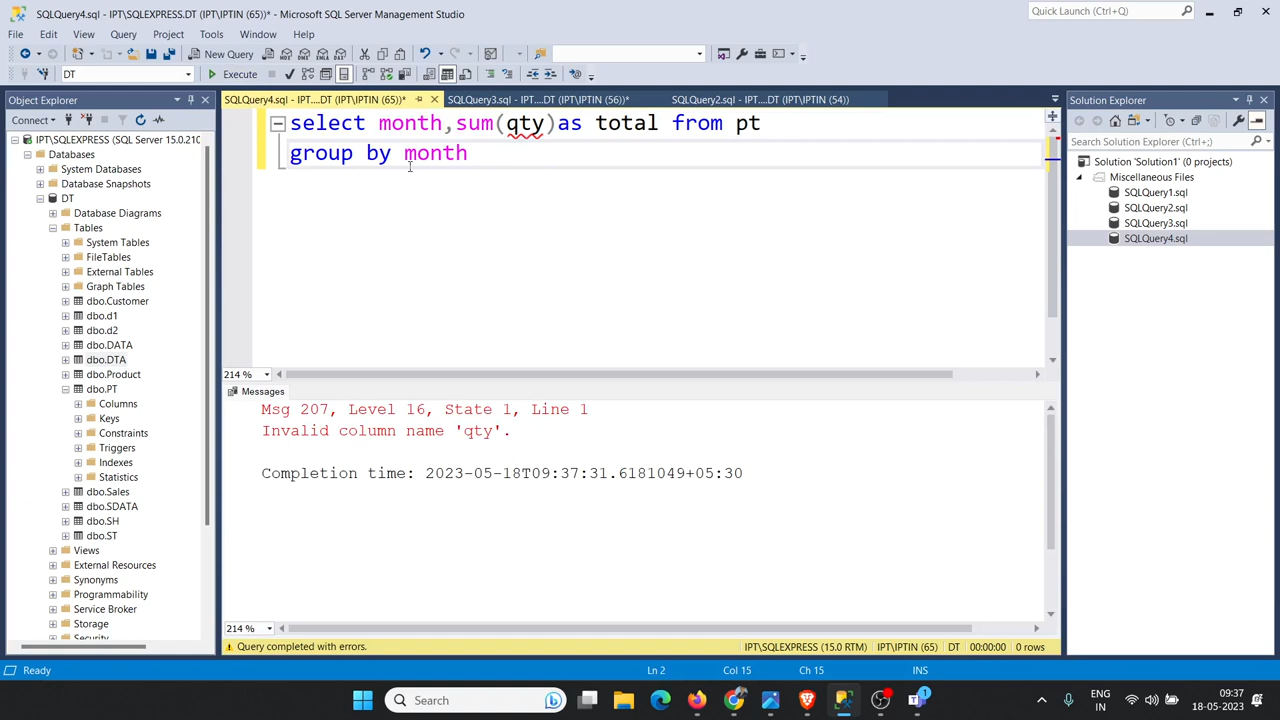 SQLQuery4.sql - IPT\SQLEXPRESS.DT (IPT\IPTIN (65))* - Microsoft SQL Server Management Studio
Quick Launch (Ctrl+Q)
File Edit View Query Project Tools Window Help
New Query
MDX DMX XMLA DAX
DT
Execute
Object Explorer
SQLQuery4.sql - IPT....DT (IPT\IPTIN (65))*
SQLQuery3.sql - IPT....DT (IPT\IPTIN (56))*
SQLQuery2.sql - IPT....DT (IPT\IPTIN (54))
Solution Explorer
Connect
IPT\SQLEXPRESS (SQL Server 15.0.210
Databases
System Databases
Database Snapshots
DT
Database Diagrams
Tables
System Tables
FileTables
External Tables
Graph Tables
dbo.Customer
dbo.d1
dbo.d2
dbo.DATA
dbo.DTA
dbo.Product
dbo.PT
Columns
Keys
Constraints
Triggers
Indexes
Statistics
dbo.Sales
dbo.SDATA
dbo.SH
dbo.ST
Views
External Resources
Synonyms
Programmability
Service Broker
Storage
Security
select month,sum(qty)as total from pt
group by month
214 %
Messages
Msg 207, Level 16, State 1, Line 1
Invalid column name 'qty'.
Completion time: 2023-05-18T09:37:31.6181049+05:30
214 %
Query completed with errors.
IPT\SQLEXPRESS (15.0 RTM) IPT\IPTIN (65) DT 00:00:00 0 rows
Search Solution Explorer (Ctrl+;)
Solution 'Solution1' (0 projects)
Miscellaneous Files
SQLQuery1.sql
SQLQuery2.sql
SQLQuery3.sql
SQLQuery4.sql
Ready
Ln 2 Col 15 Ch 15 INS
Search
1
ENG
IN
09:37
18-05-2023